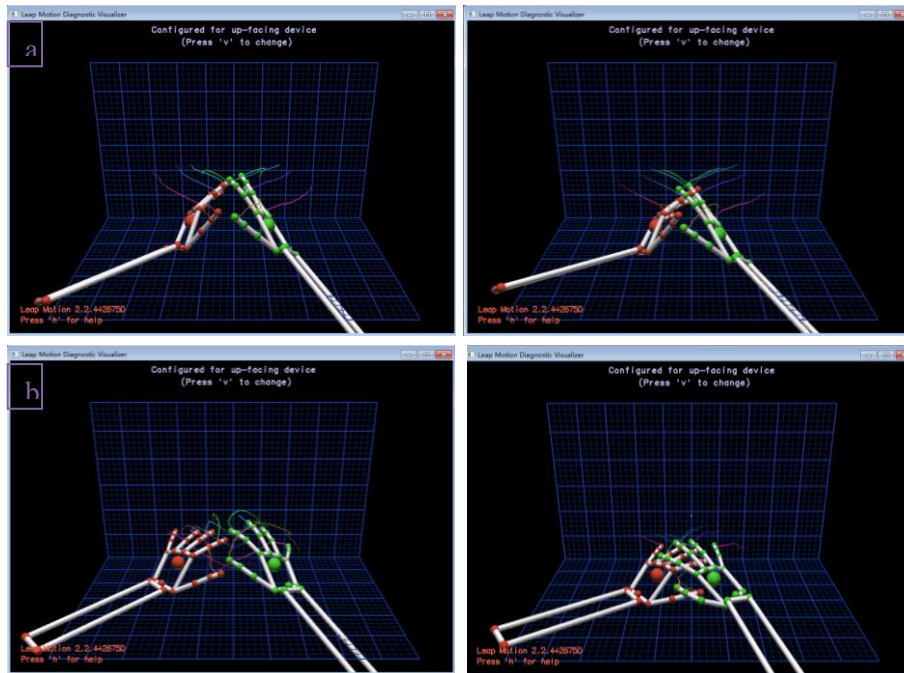 Leap Motion Diagnostic Visualizer
a
Configured for up-facing device
(Press 'v' to change)
Leap Motion 2.2.4+26750
Press 'h' for help
Leap Motion Diagnostic Visualizer
Configured for up-facing device
(Press 'v' to change)
Leap Motion 2.2.4+26750
Press 'h' for help
Leap Motion Diagnostic Visualizer
b
Configured for up-facing device
(Press 'v' to change)
Leap Motion 2.2.4+26750
Press 'h' for help
Leap Motion Diagnostic Visualizer
Configured for up-facing device
(Press 'v' to change)
Leap Motion 2.2.4+26750
Press 'h' for help